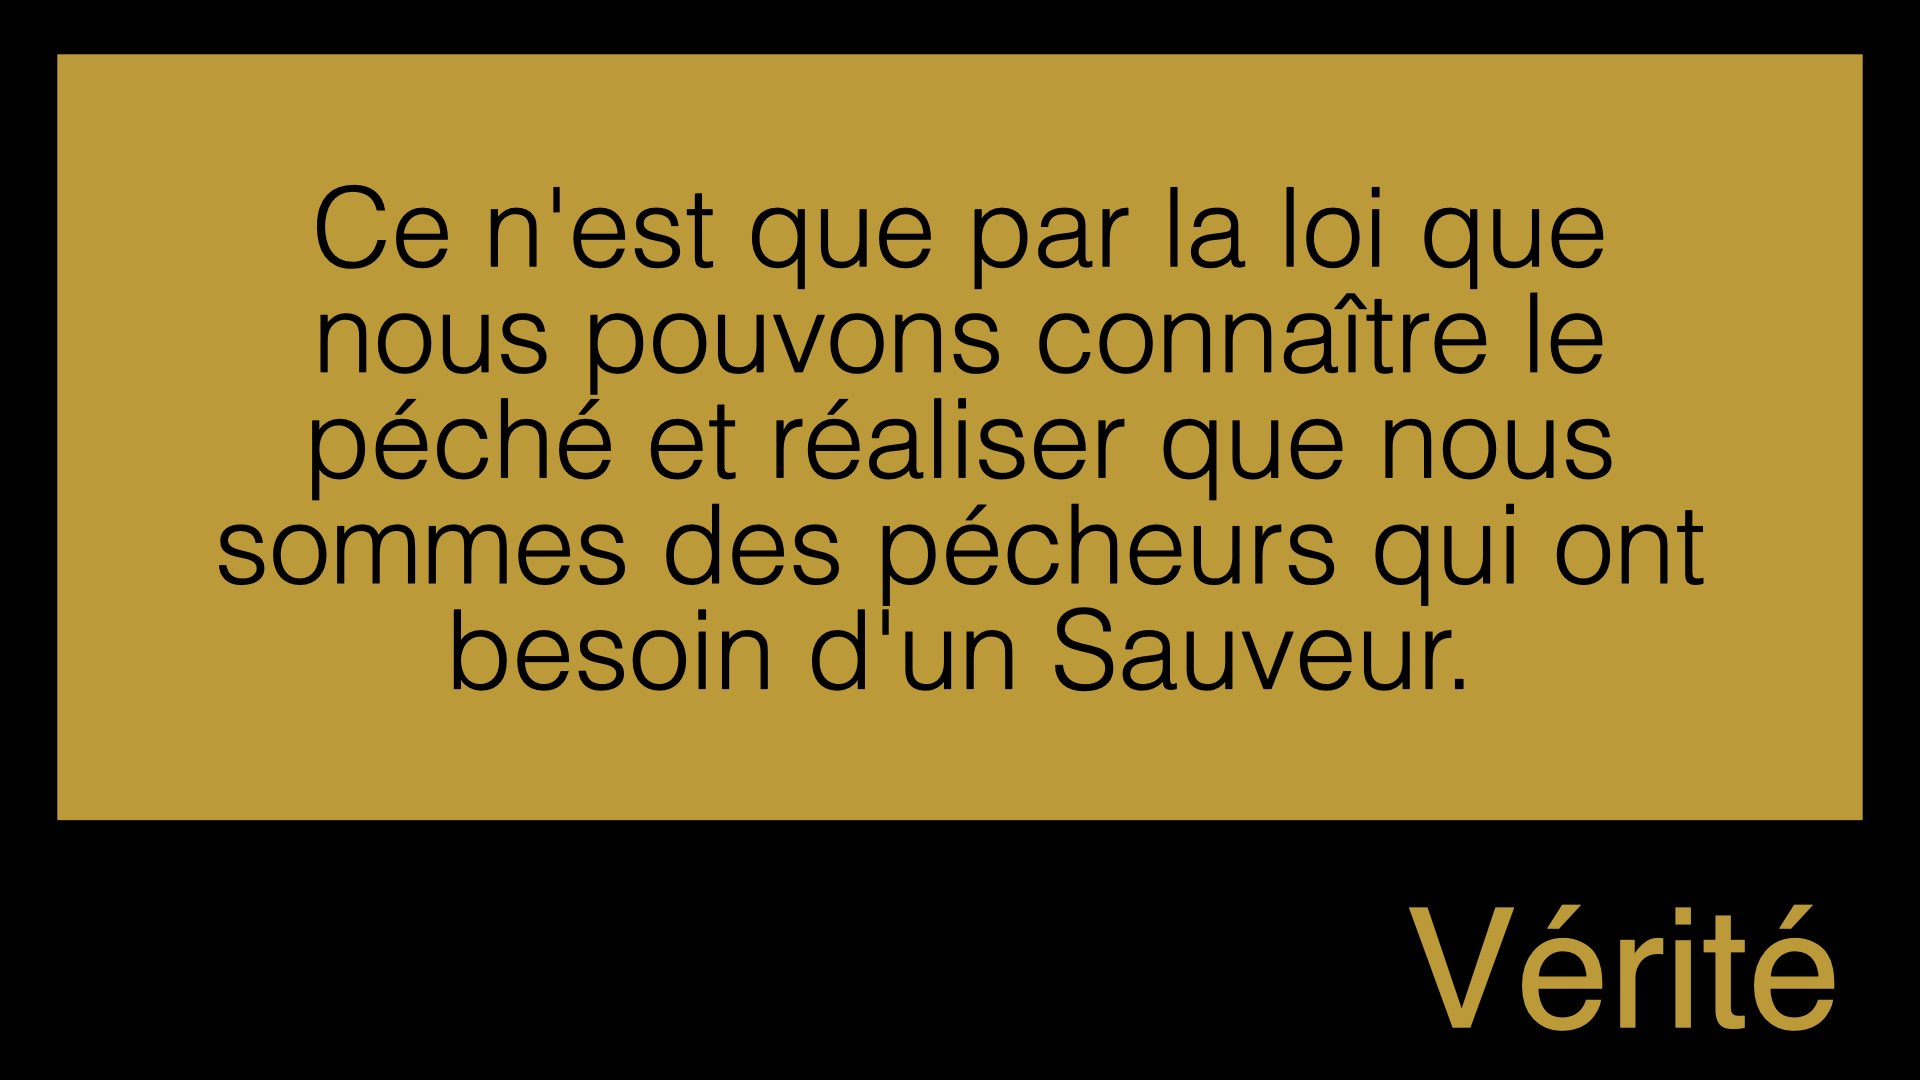 Ce n'est que par la loi que
nous pouvons connaître le
péché et réaliser que nous
sommes des pécheurs qui ont
besoin d'un Sauveur.
Vérité